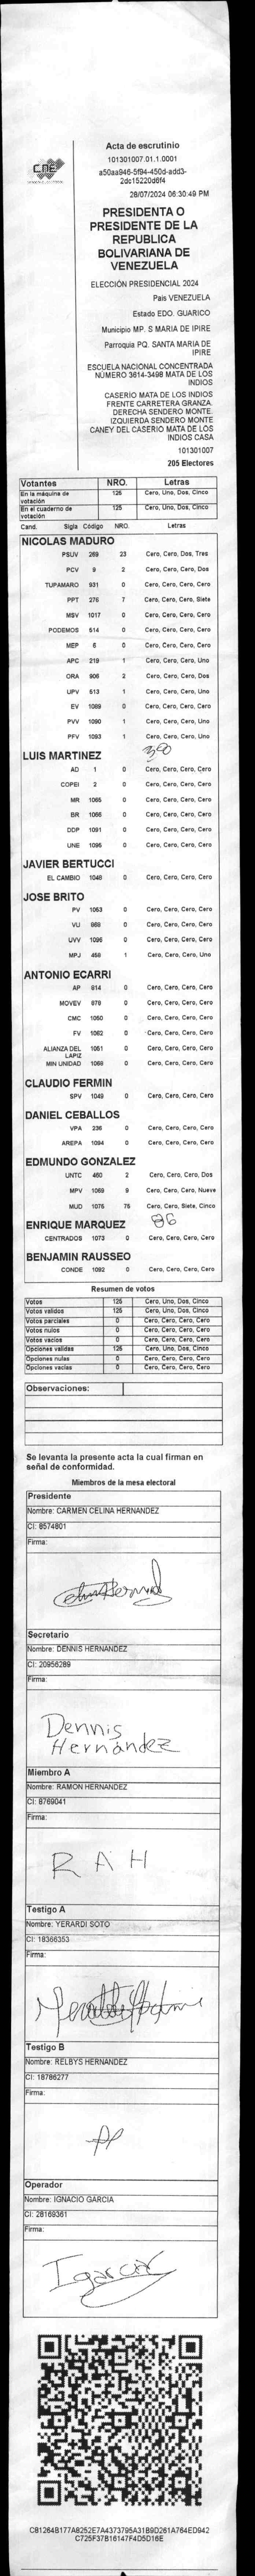 CNE
Acta de escrutinio
101301007.01.1.0001
a50aa946-5f94-450d-add3-
2dc15220d6f4
28/07/2024 06:30:49 PM
PRESIDENTA O
PRESIDENTE DE LA
REPUBLICA
BOLIVARIANA DE
VENEZUELA
ELECCIÓN PRESIDENCIAL 2024
País VENEZUELA
Estado EDO. GUARICO
Municipio MP. S MARIA DE IPIRE
Parroquia PQ. SANTA MARIA DE
IPIRE
ESCUELA NACIONAL CONCENTRADA
NÚMERO 3614-3498 MATA DE LOS
INDIOS
CASERÍO MATA DE LOS INDIOS
FRENTE CARRETERA GRANZA.
DERECHA SENDERO MONTE.
IZQUIERDA SENDERO MONTE
CANEY DEL CASERIO MATA DE LOS
INDIOS CASA
101301007
205 Electores
Votantes NRO. Letras
En la máquina de votación 125 Cero, Uno, Dos, Cinco
En el cuaderno de votación 125 Cero, Uno, Dos, Cinco
Cand. Sigla Código NRO. Letras
NICOLAS MADURO
PSUV 269 23 Cero, Cero, Dos, Tres
PCV 9 2 Cero, Cero, Cero, Dos
TUPAMARO 931 0 Cero, Cero, Cero, Cero
PPT 276 7 Cero, Cero, Cero, Siete
MSV 1017 0 Cero, Cero, Cero, Cero
PODEMOS 514 0 Cero, Cero, Cero, Cero
MEP 6 0 Cero, Cero, Cero, Cero
APC 219 1 Cero, Cero, Cero, Uno
ORA 906 2 Cero, Cero, Cero, Dos
UPV 513 1 Cero, Cero, Cero, Uno
EV 1089 0 Cero, Cero, Cero, Cero
PVV 1090 1 Cero, Cero, Cero, Uno
PFV 1093 1 Cero, Cero, Cero, Uno
LUIS MARTINEZ
AD 1 0 Cero, Cero, Cero, Cero
COPEI 2 0 Cero, Cero, Cero, Cero
MR 1065 0 Cero, Cero, Cero, Cero
BR 1066 0 Cero, Cero, Cero, Cero
DDP 1091 0 Cero, Cero, Cero, Cero
UNE 1095 0 Cero, Cero, Cero, Cero
JAVIER BERTUCCI
EL CAMBIO 1048 0 Cero, Cero, Cero, Cero
JOSE BRITO
PV 1053 0 Cero, Cero, Cero, Cero
VU 868 0 Cero, Cero, Cero, Cero
UVV 1096 0 Cero, Cero, Cero, Cero
MPJ 458 1 Cero, Cero, Cero, Uno
ANTONIO ECARRI
AP 814 0 Cero, Cero, Cero, Cero
MOVEV 979 0 Cero, Cero, Cero, Cero
CMC 1050 0 Cero, Cero, Cero, Cero
FV 1062 0 Cero, Cero, Cero, Cero
ALIANZA DEL LAPIZ 1051 0 Cero, Cero, Cero, Cero
MIN UNIDAD 1068 0 Cero, Cero, Cero, Cero
CLAUDIO FERMIN
SPV 1049 0 Cero, Cero, Cero, Cero
DANIEL CEBALLOS
VPA 236 0 Cero, Cero, Cero, Cero
AREPA 1094 0 Cero, Cero, Cero, Cero
EDMUNDO GONZALEZ
UNTC 460 2 Cero, Cero, Cero, Dos
MPV 1069 9 Cero, Cero, Cero, Nueve
MUD 1075 75 Cero, Cero, Siete, Cinco
86
ENRIQUE MARQUEZ
CENTRADOS 1073 0 Cero, Cero, Cero, Cero
BENJAMIN RAUSSEO
CONDE 1092 0 Cero, Cero, Cero, Cero
Resumen de votos
Votos 125 Cero, Uno, Dos, Cinco
Votos validos 125 Cero, Uno, Dos, Cinco
Votos parciales 0 Cero, Cero, Cero, Cero
Votos nulos 0 Cero, Cero, Cero, Cero
Votos vacios 0 Cero, Cero, Cero, Cero
Opciones validas 125 Cero, Uno, Dos, Cinco
Opciones nulas 0 Cero, Cero, Cero, Cero
Opciones vacias 0 Cero, Cero, Cero, Cero
Observaciones:
Se levanta la presente acta la cual firman en
señal de conformidad.
Miembros de la mesa electoral
Presidente
Nombre: CARMEN CELINA HERNANDEZ
CI: 8574801
Firma:
Secretario
Nombre: DENNIS HERNANDEZ
CI: 20956289
Firma:
Dennis
Hernández
Miembro A
Nombre: RAMON HERNANDEZ
CI: 8769041
Firma:
R A H
Testigo A
Nombre: YERARDI SOTO
CI: 18366353
Firma:
Testigo B
Nombre: RELBYS HERNANDEZ
CI: 18786277
Firma:
Operador
Nombre: IGNACIO GARCIA
CI: 28169361
Firma:
Igarcia
C81264B177A8252E7A4373795A31B9D261A764ED942
C725F37B16147F4D5D16E